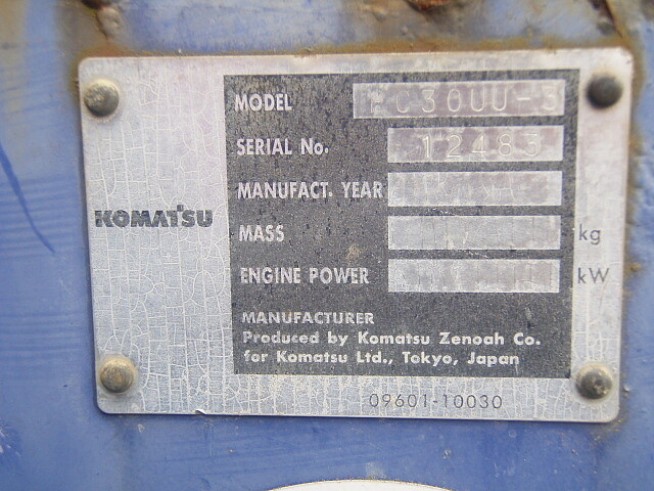 KOMATSU
MODEL PC30UU-3
SERIAL No. 12483
MANUFACT. YEAR
MASS kg
ENGINE POWER kW
MANUFACTURER
Produced by Komatsu Zenoah Co.
for Komatsu Ltd., Tokyo, Japan
09601-10030